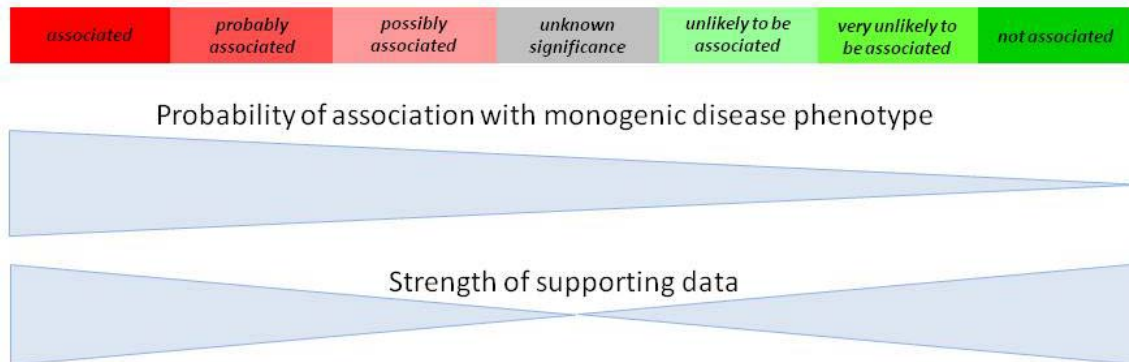 associated
probably
associated
possibly
associated
unknown
significance
unlikely to be
associated
very unlikely to
be associated
not associated
Probability of association with monogenic disease phenotype
Strength of supporting data